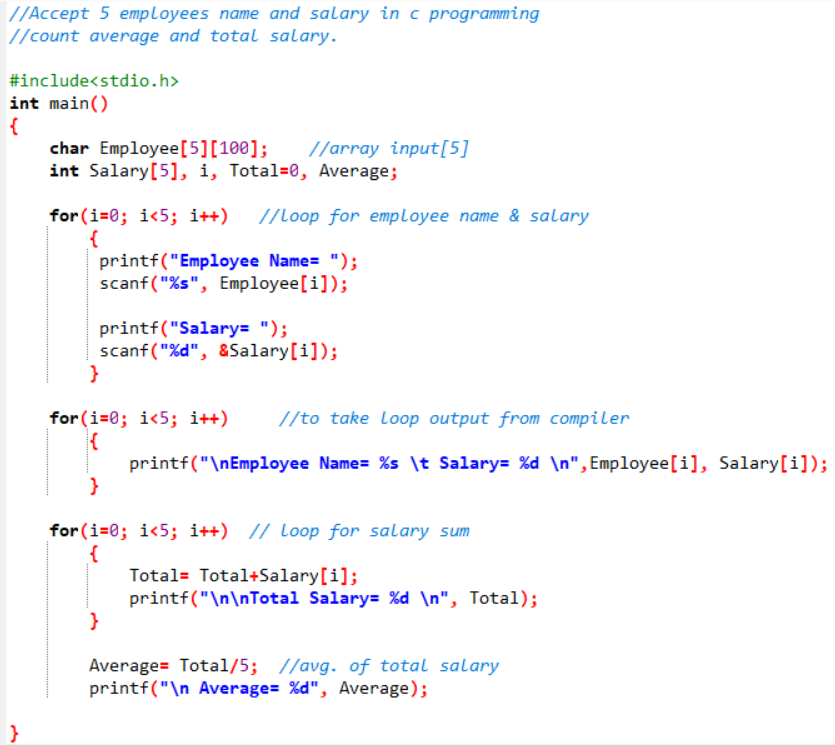 //Accept 5 employees name and salary in c programming
//count average and total salary.
#include<stdio.h>
int main()
{
char Employee[5][100];    //array input[5]
int Salary[5], i, Total=0, Average;
for(i=0; i<5; i++)   //loop for employee name & salary
{
printf("Employee Name= ");
scanf("%s", Employee[i]);
printf("Salary= ");
scanf("%d", &Salary[i]);
}
for(i=0; i<5; i++)     //to take loop output from compiler
{
printf("\nEmployee Name= %s \t Salary= %d \n",Employee[i], Salary[i]);
}
for(i=0; i<5; i++)  // loop for salary sum
{
Total= Total+Salary[i];
printf("\n\nTotal Salary= %d \n", Total);
}
Average= Total/5;  //avg. of total salary
printf("\n Average= %d", Average);
}